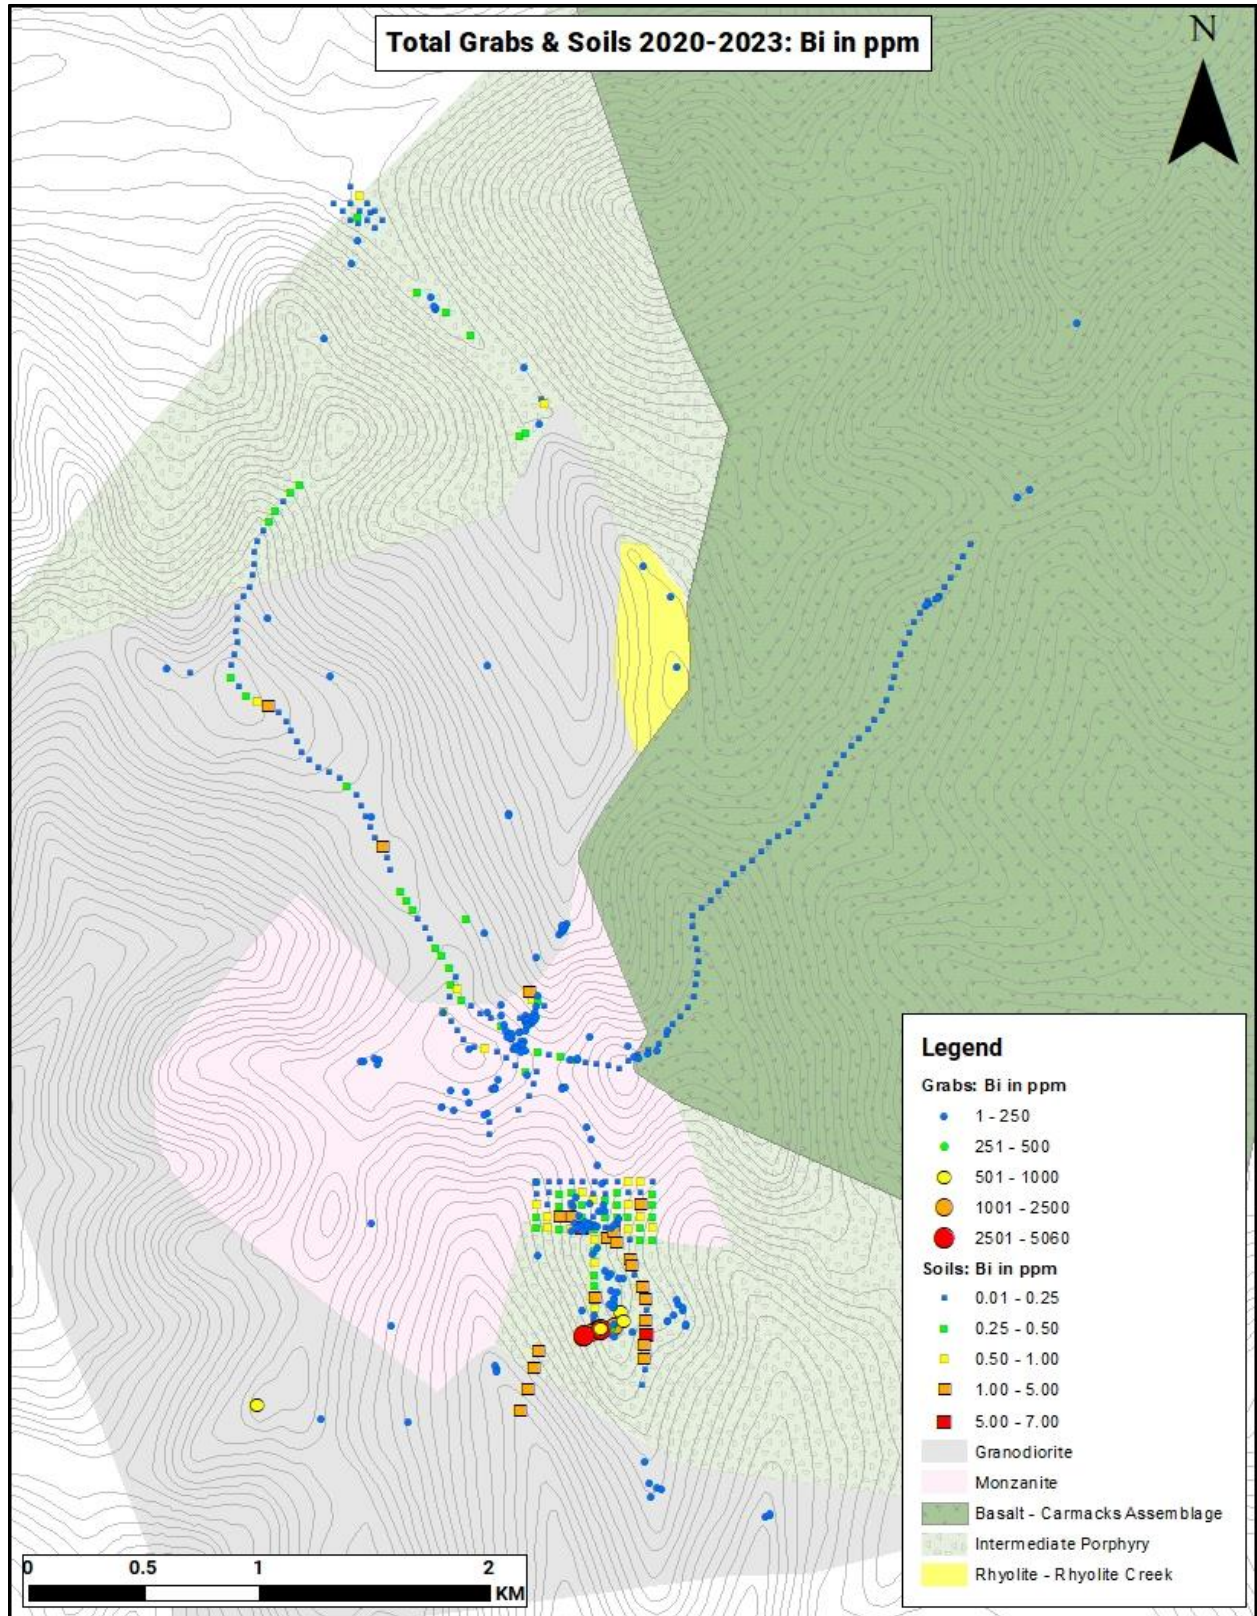 Total Grabs & Soils 2020-2023: Bi in ppm
N
Legend
Grabs: Bi in ppm
1 - 250
251 - 500
501 - 1000
1001 - 2500
2501 - 5060
Soils: Bi in ppm
0.01 - 0.25
0.25 - 0.50
0.50 - 1.00
1.00 - 5.00
5.00 - 7.00
Granodiorite
Monzanite
Basalt - Carmacks Assemblage
Intermediate Porphyry
Rhyolite - Rhyolite Creek
0 0.5 1 2
KM